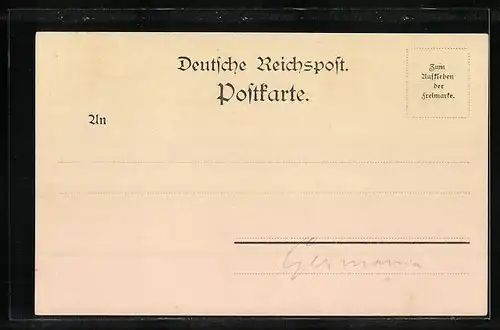 Deutsche Reichspost.
Postkarte.
Zum
Aufkleben
der
Freimarke.
An
Germania